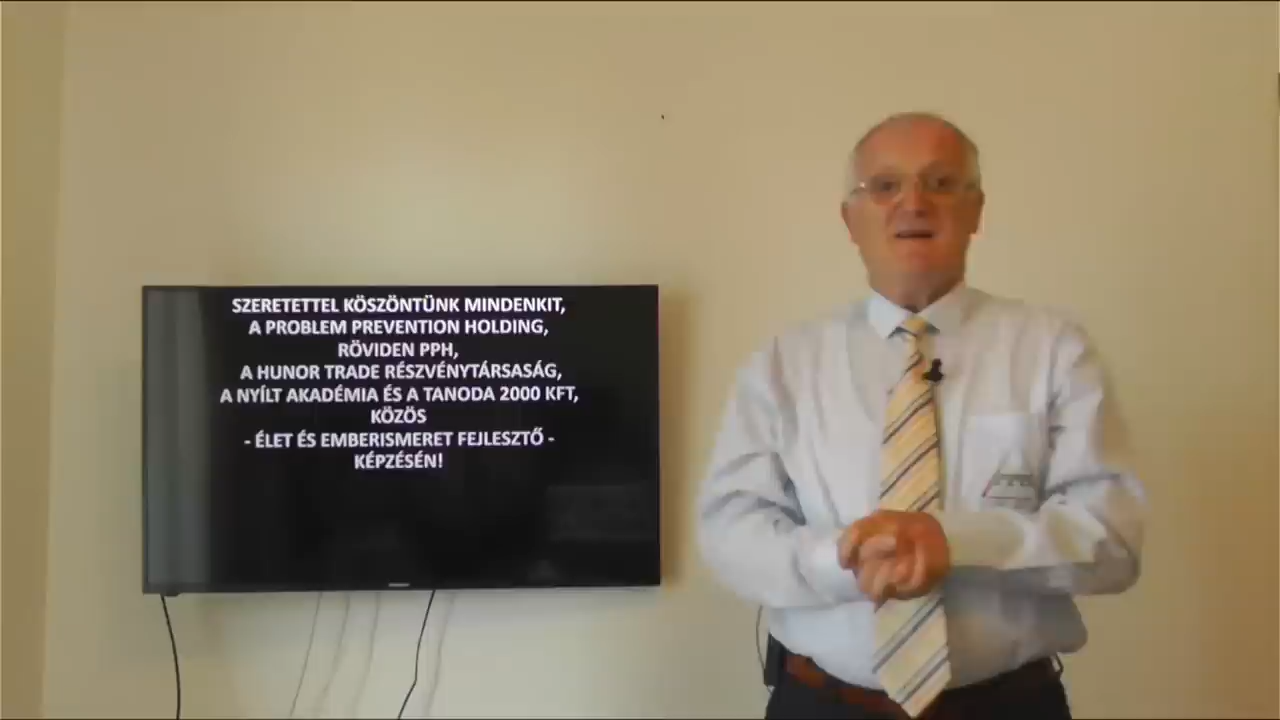 SZERETETTEL KÖSZÖNTÜNK MINDENKIT,
A PROBLEM PREVENTION HOLDING,
RÖVIDEN PPH,
A HUNOR TRADE RÉSZVÉNYTÁRSASÁG,
A NYÍLT AKADÉMIA ÉS A TANODA 2000 KFT,
KÖZÖS
- ÉLET ÉS EMBERISMERET FEJLESZTŐ -
KÉPZÉSÉN!